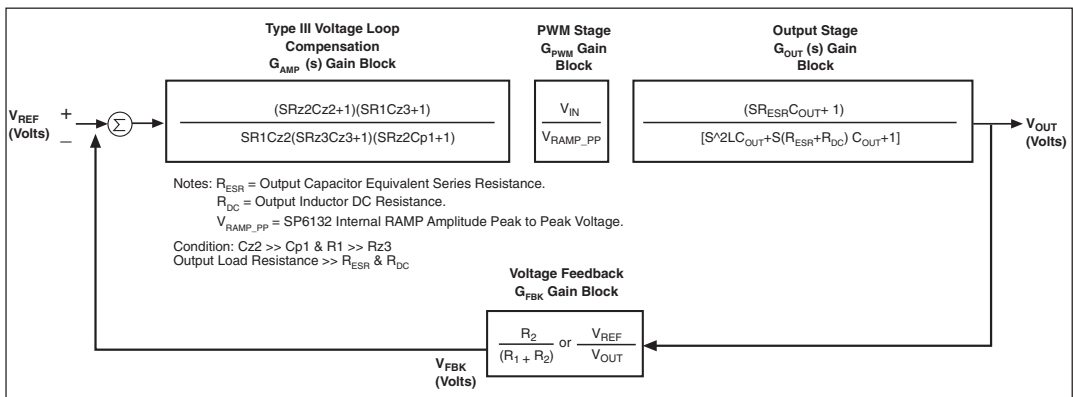 Type III Voltage Loop
Compensation
G_AMP (s) Gain Block
PWM Stage
G_PWM Gain
Block
Output Stage
G_OUT (s) Gain
Block
V_REF
(Volts)
+
−
Σ
(SRz2Cz2+1)(SR1Cz3+1)
SR1Cz2(SRz3Cz3+1)(SRz2Cp1+1)
V_IN
V_RAMP_PP
(SR_ESRC_OUT+ 1)
[S^2LC_OUT+S(R_ESR+R_DC) C_OUT+1]
V_OUT
(Volts)
Notes: R_ESR = Output Capacitor Equivalent Series Resistance.
R_DC = Output Inductor DC Resistance.
V_RAMP_PP = SP6132 Internal RAMP Amplitude Peak to Peak Voltage.
Condition: Cz2 >> Cp1 & R1 >> Rz3
Output Load Resistance >> R_ESR & R_DC
Voltage Feedback
G_FBK Gain Block
R_2
(R_1 + R_2)
or
V_REF
V_OUT
V_FBK
(Volts)